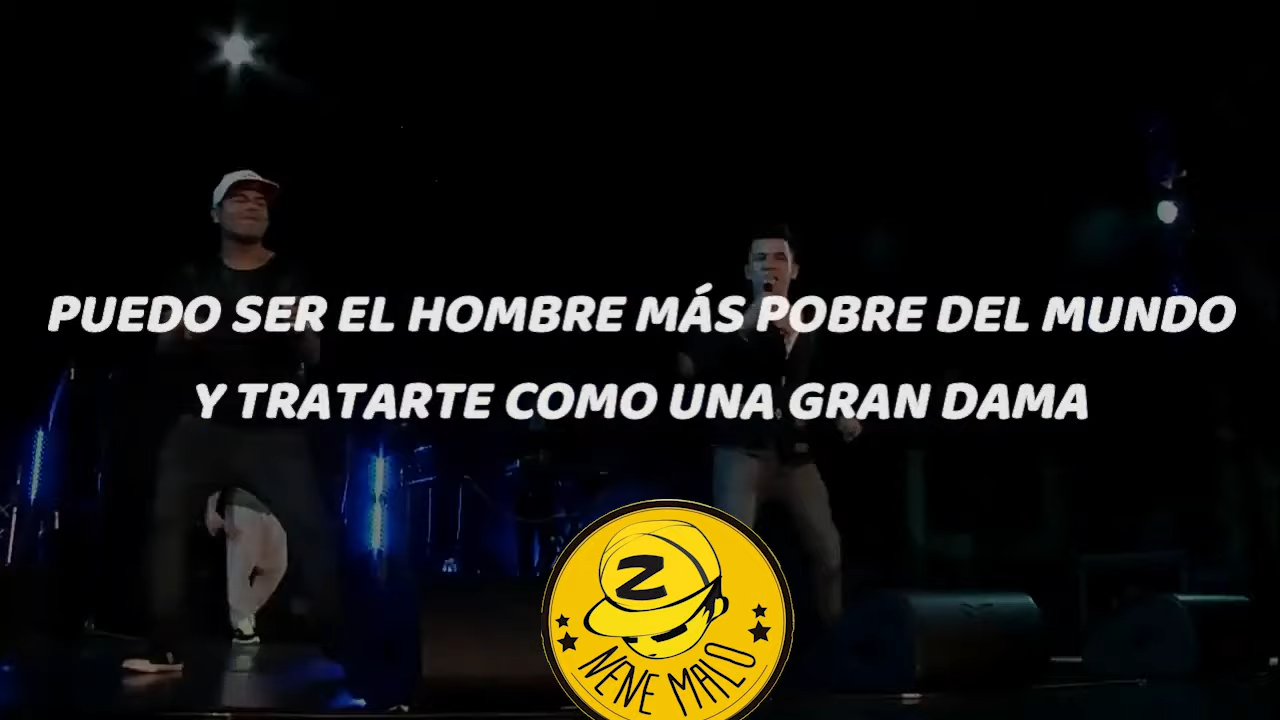 PUEDO SER EL HOMBRE MÁS POBRE DEL MUNDO
Y TRATARTE COMO UNA GRAN DAMA
Z
NENE MALO